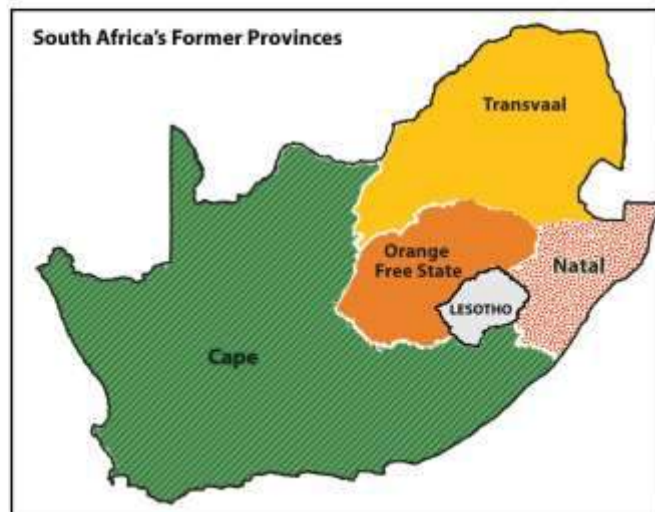 South Africa's Former Provinces
Transvaal
Orange
Free State
Natal
LESOTHO
Cape